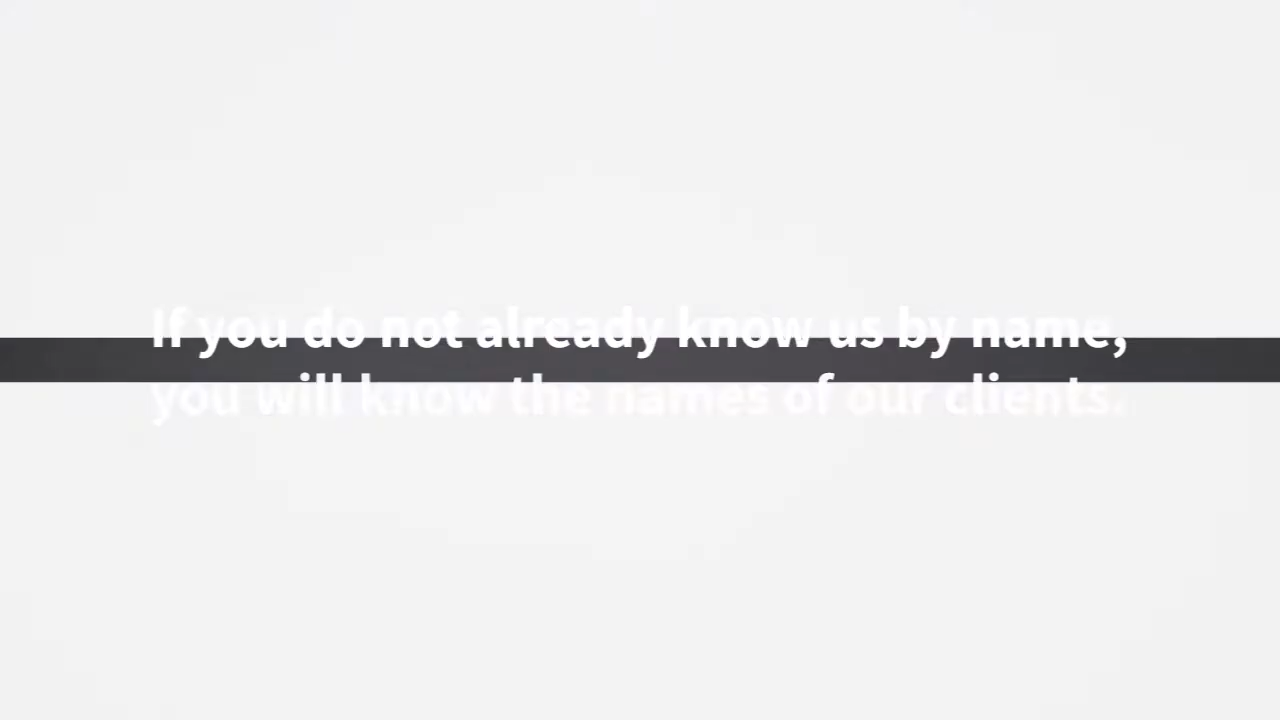 If you do not already know us by name,
you will know the names of our clients.